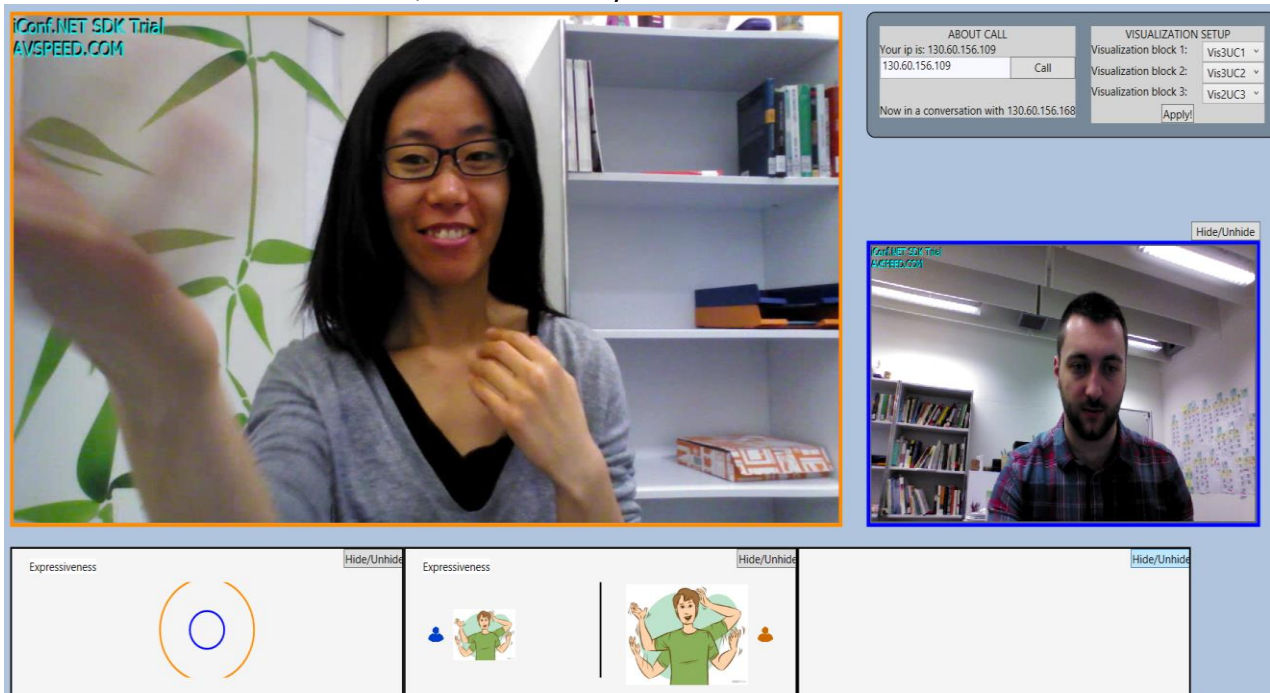 iConf.NET SDK Trial
AVSPEED.COM
ABOUT CALL
Your ip is: 130.60.156.109
130.60.156.109
Call
Now in a conversation with 130.60.156.168
VISUALIZATION SETUP
Visualization block 1: Vis3UC1
Visualization block 2: Vis3UC2
Visualization block 3: Vis2UC3
Apply!
Hide/Unhide
iConf.NET SDK Trial
AVSPEED.COM
Expressiveness
Hide/Unhide
Expressiveness
Hide/Unhide
Hide/Unhide